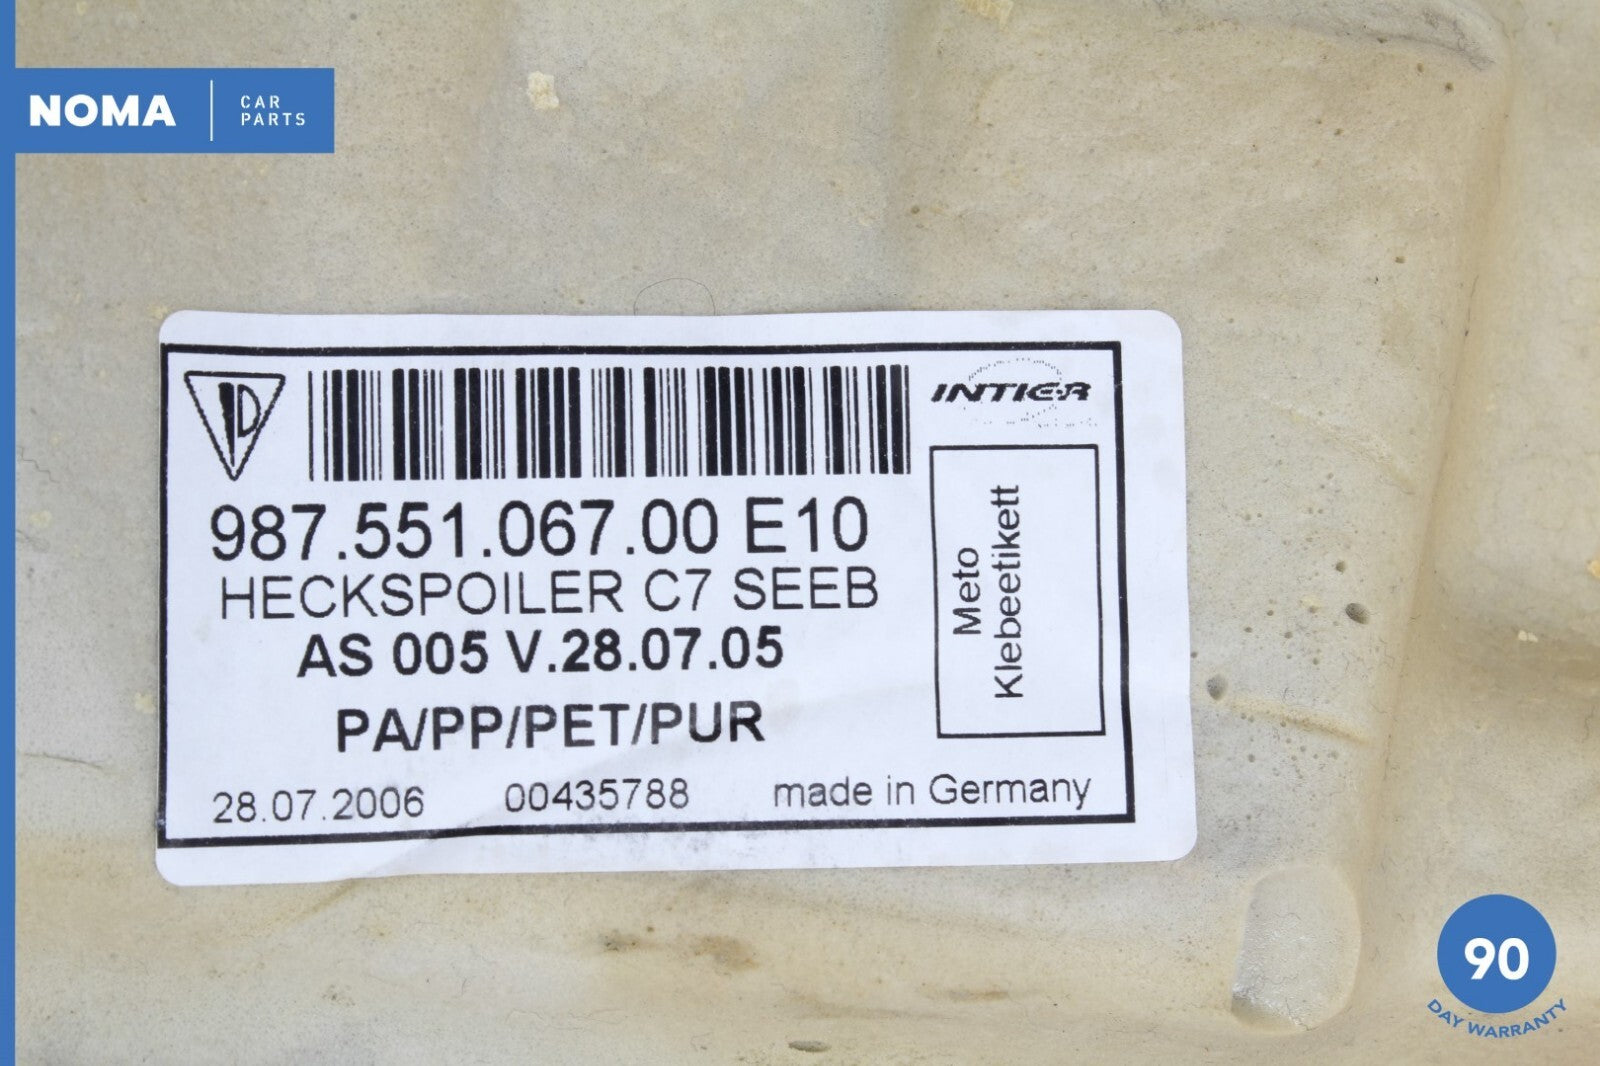 NOMA
CAR
PARTS
INTIER
987.551.067.00 E10
HECKSPOILER C7 SEEB
AS 005 V.28.07.05
PA/PP/PET/PUR
28.07.2006 00435788 made in Germany
Meto
Klebeetikett
90
DAY WARRANTY